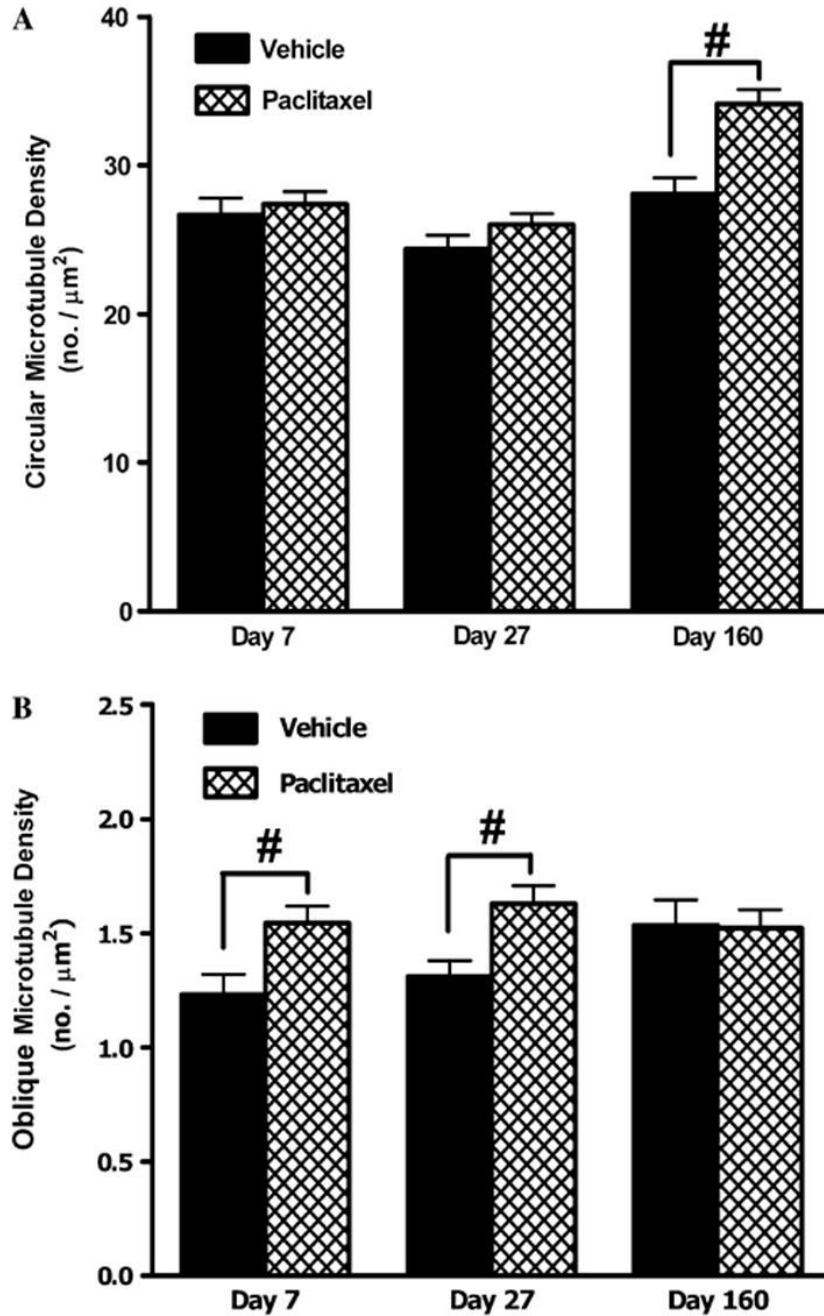 A
40
30
20
10
0
Circular Microtubule Density
(no. / μm²)
Vehicle
Paclitaxel
#
Day 7
Day 27
Day 160
B
2.5
2.0
1.5
1.0
0.5
0.0
Oblique Microtubule Density
(no. / μm²)
Vehicle
Paclitaxel
#
#
Day 7
Day 27
Day 160